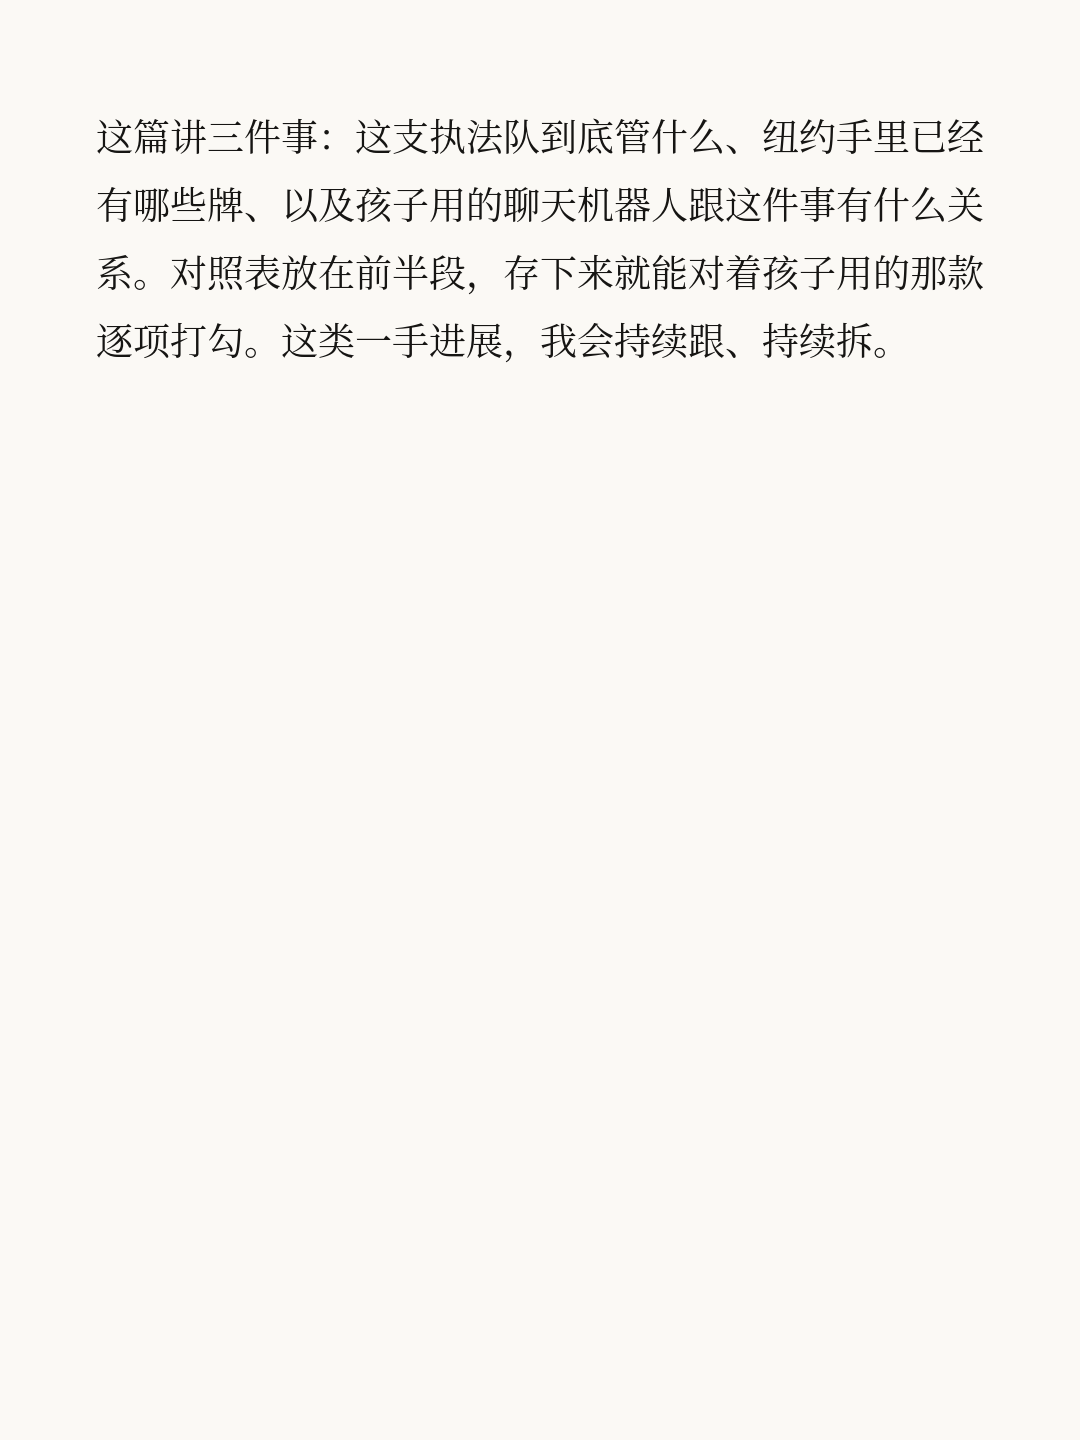 这篇讲三件事：这支执法队到底管什么、纽约手里已经
有哪些牌、以及孩子用的聊天机器人跟这件事有什么关
系。对照表放在前半段，存下来就能对着孩子用的那款
逐项打勾。这类一手进展，我会持续跟、持续拆。